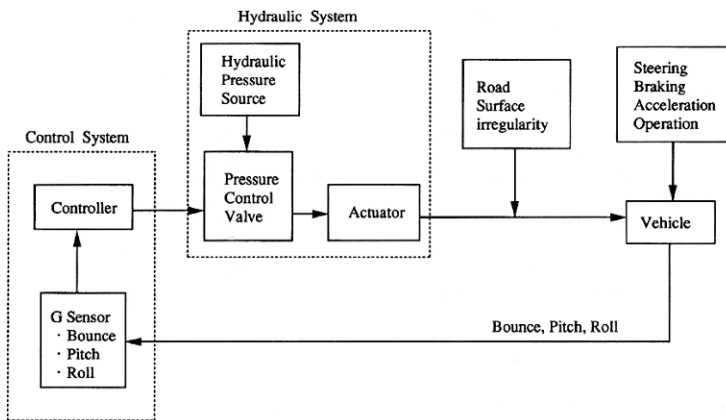 Hydraulic System
Hydraulic
Pressure
Source
Road
Surface
irregularity
Steering
Braking
Acceleration
Operation
Control System
Controller
Pressure
Control
Valve
Actuator
Vehicle
G Sensor
· Bounce
· Pitch
· Roll
Bounce, Pitch, Roll